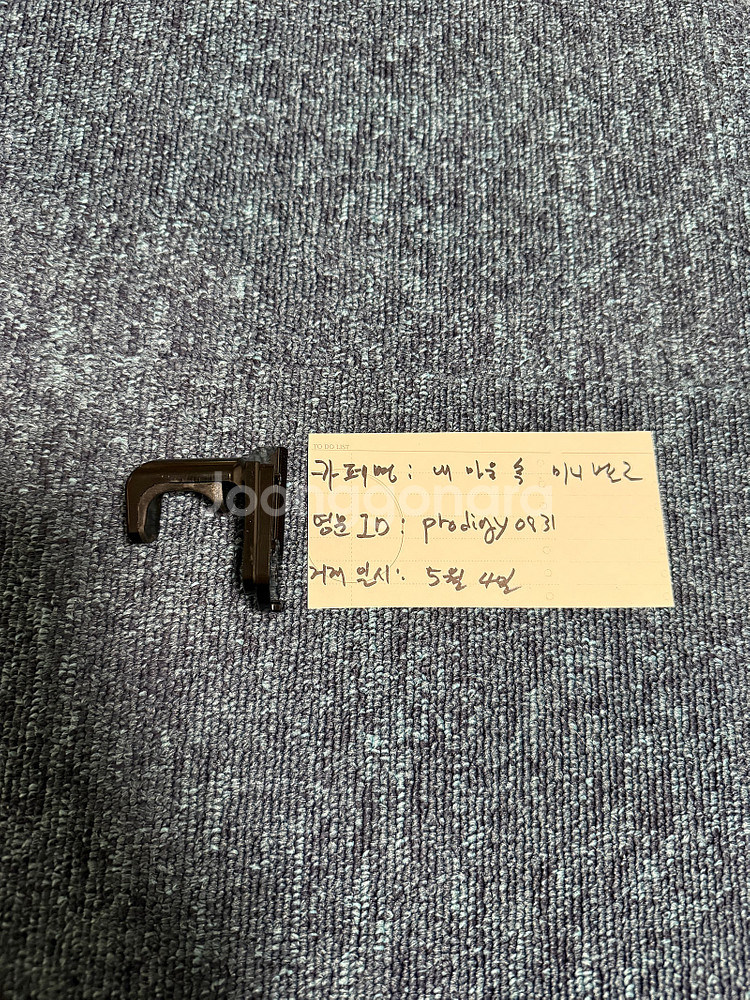 TO DO LIST
카페명 : 내 마음 속 미니 벨로
영문 ID : prodigy0931
거래 일시 : 5월 4일
Joonggonara